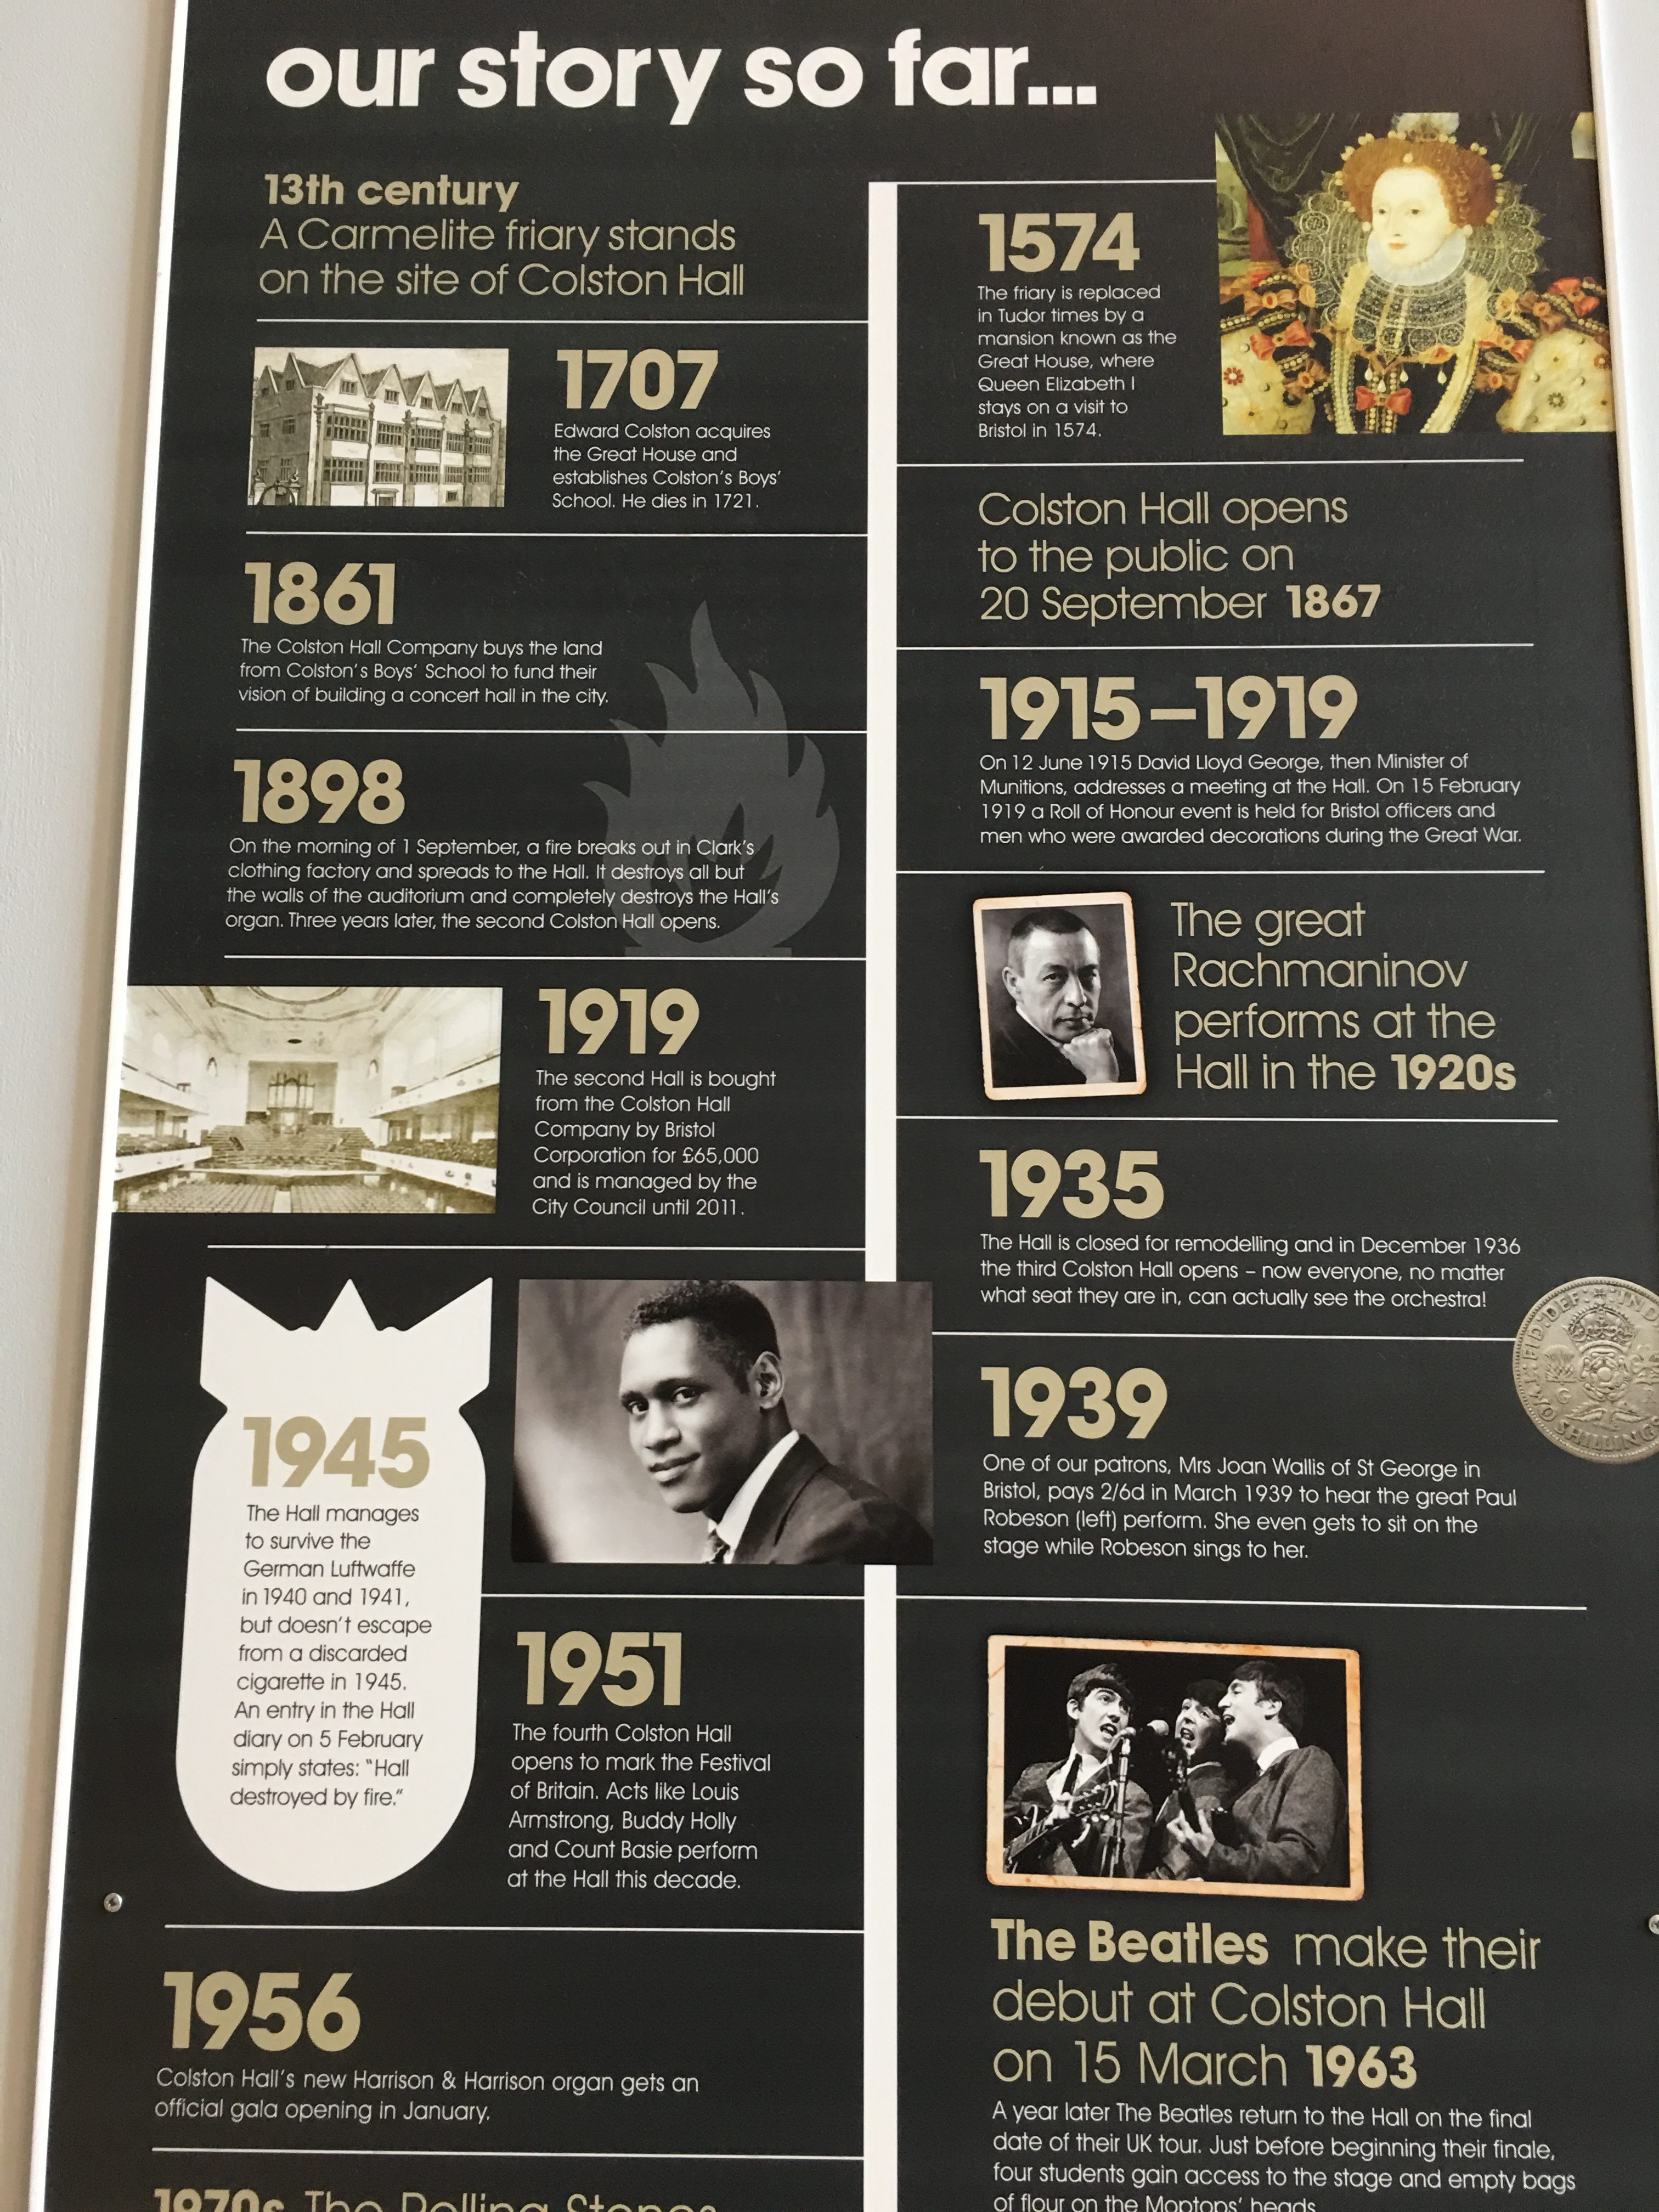 our story so far...
13th century
A Carmelite friary stands
on the site of Colston Hall
1574
The friary is replaced
in Tudor times by a
mansion known as the
Great House, where
Queen Elizabeth I
stays on a visit to
Bristol in 1574.
1707
Edward Colston acquires
the Great House and
establishes Colston's Boys'
School. He dies in 1721.
1861
The Colston Hall Company buys the land
from Colston's Boys' School to fund their
vision of building a concert hall in the city.
Colston Hall opens
to the public on
20 September 1867
1898
On the morning of 1 September, a fire breaks out in Clark's
clothing factory and spreads to the Hall. It destroys all but
the walls of the auditorium and completely destroys the Hall's
organ. Three years later, the second Colston Hall opens.
1915–1919
On 12 June 1915 David Lloyd George, then Minister of
Munitions, addresses a meeting at the Hall. On 15 February
1919 a Roll of Honour event is held for Bristol officers and
men who were awarded decorations during the Great War.
1919
The second Hall is bought
from the Colston Hall
Company by Bristol
Corporation for £65,000
and is managed by the
City Council until 2011.
The great
Rachmaninov
performs at the
Hall in the 1920s
1935
The Hall is closed for remodelling and in December 1936
the third Colston Hall opens – now everyone, no matter
what seat they are in, can actually see the orchestra!
1939
One of our patrons, Mrs Joan Wallis of St George in
Bristol, pays 2/6d in March 1939 to hear the great Paul
Robeson (left) perform. She even gets to sit on the
stage while Robeson sings to her.
FID:DEF IND
TWO SHILLINGS
1945
The Hall manages
to survive the
German Luftwaffe
in 1940 and 1941,
but doesn't escape
from a discarded
cigarette in 1945.
An entry in the Hall
diary on 5 February
simply states: "Hall
destroyed by fire."
1951
The fourth Colston Hall
opens to mark the Festival
of Britain. Acts like Louis
Armstrong, Buddy Holly
and Count Basie perform
at the Hall this decade.
1956
Colston Hall's new Harrison & Harrison organ gets an
official gala opening in January.
The Beatles make their
debut at Colston Hall
on 15 March 1963
A year later The Beatles return to the Hall on the final
date of their UK tour. Just before beginning their finale,
four students gain access to the stage and empty bags
of flour on the Moptops' heads
1970s The Rolling Stones